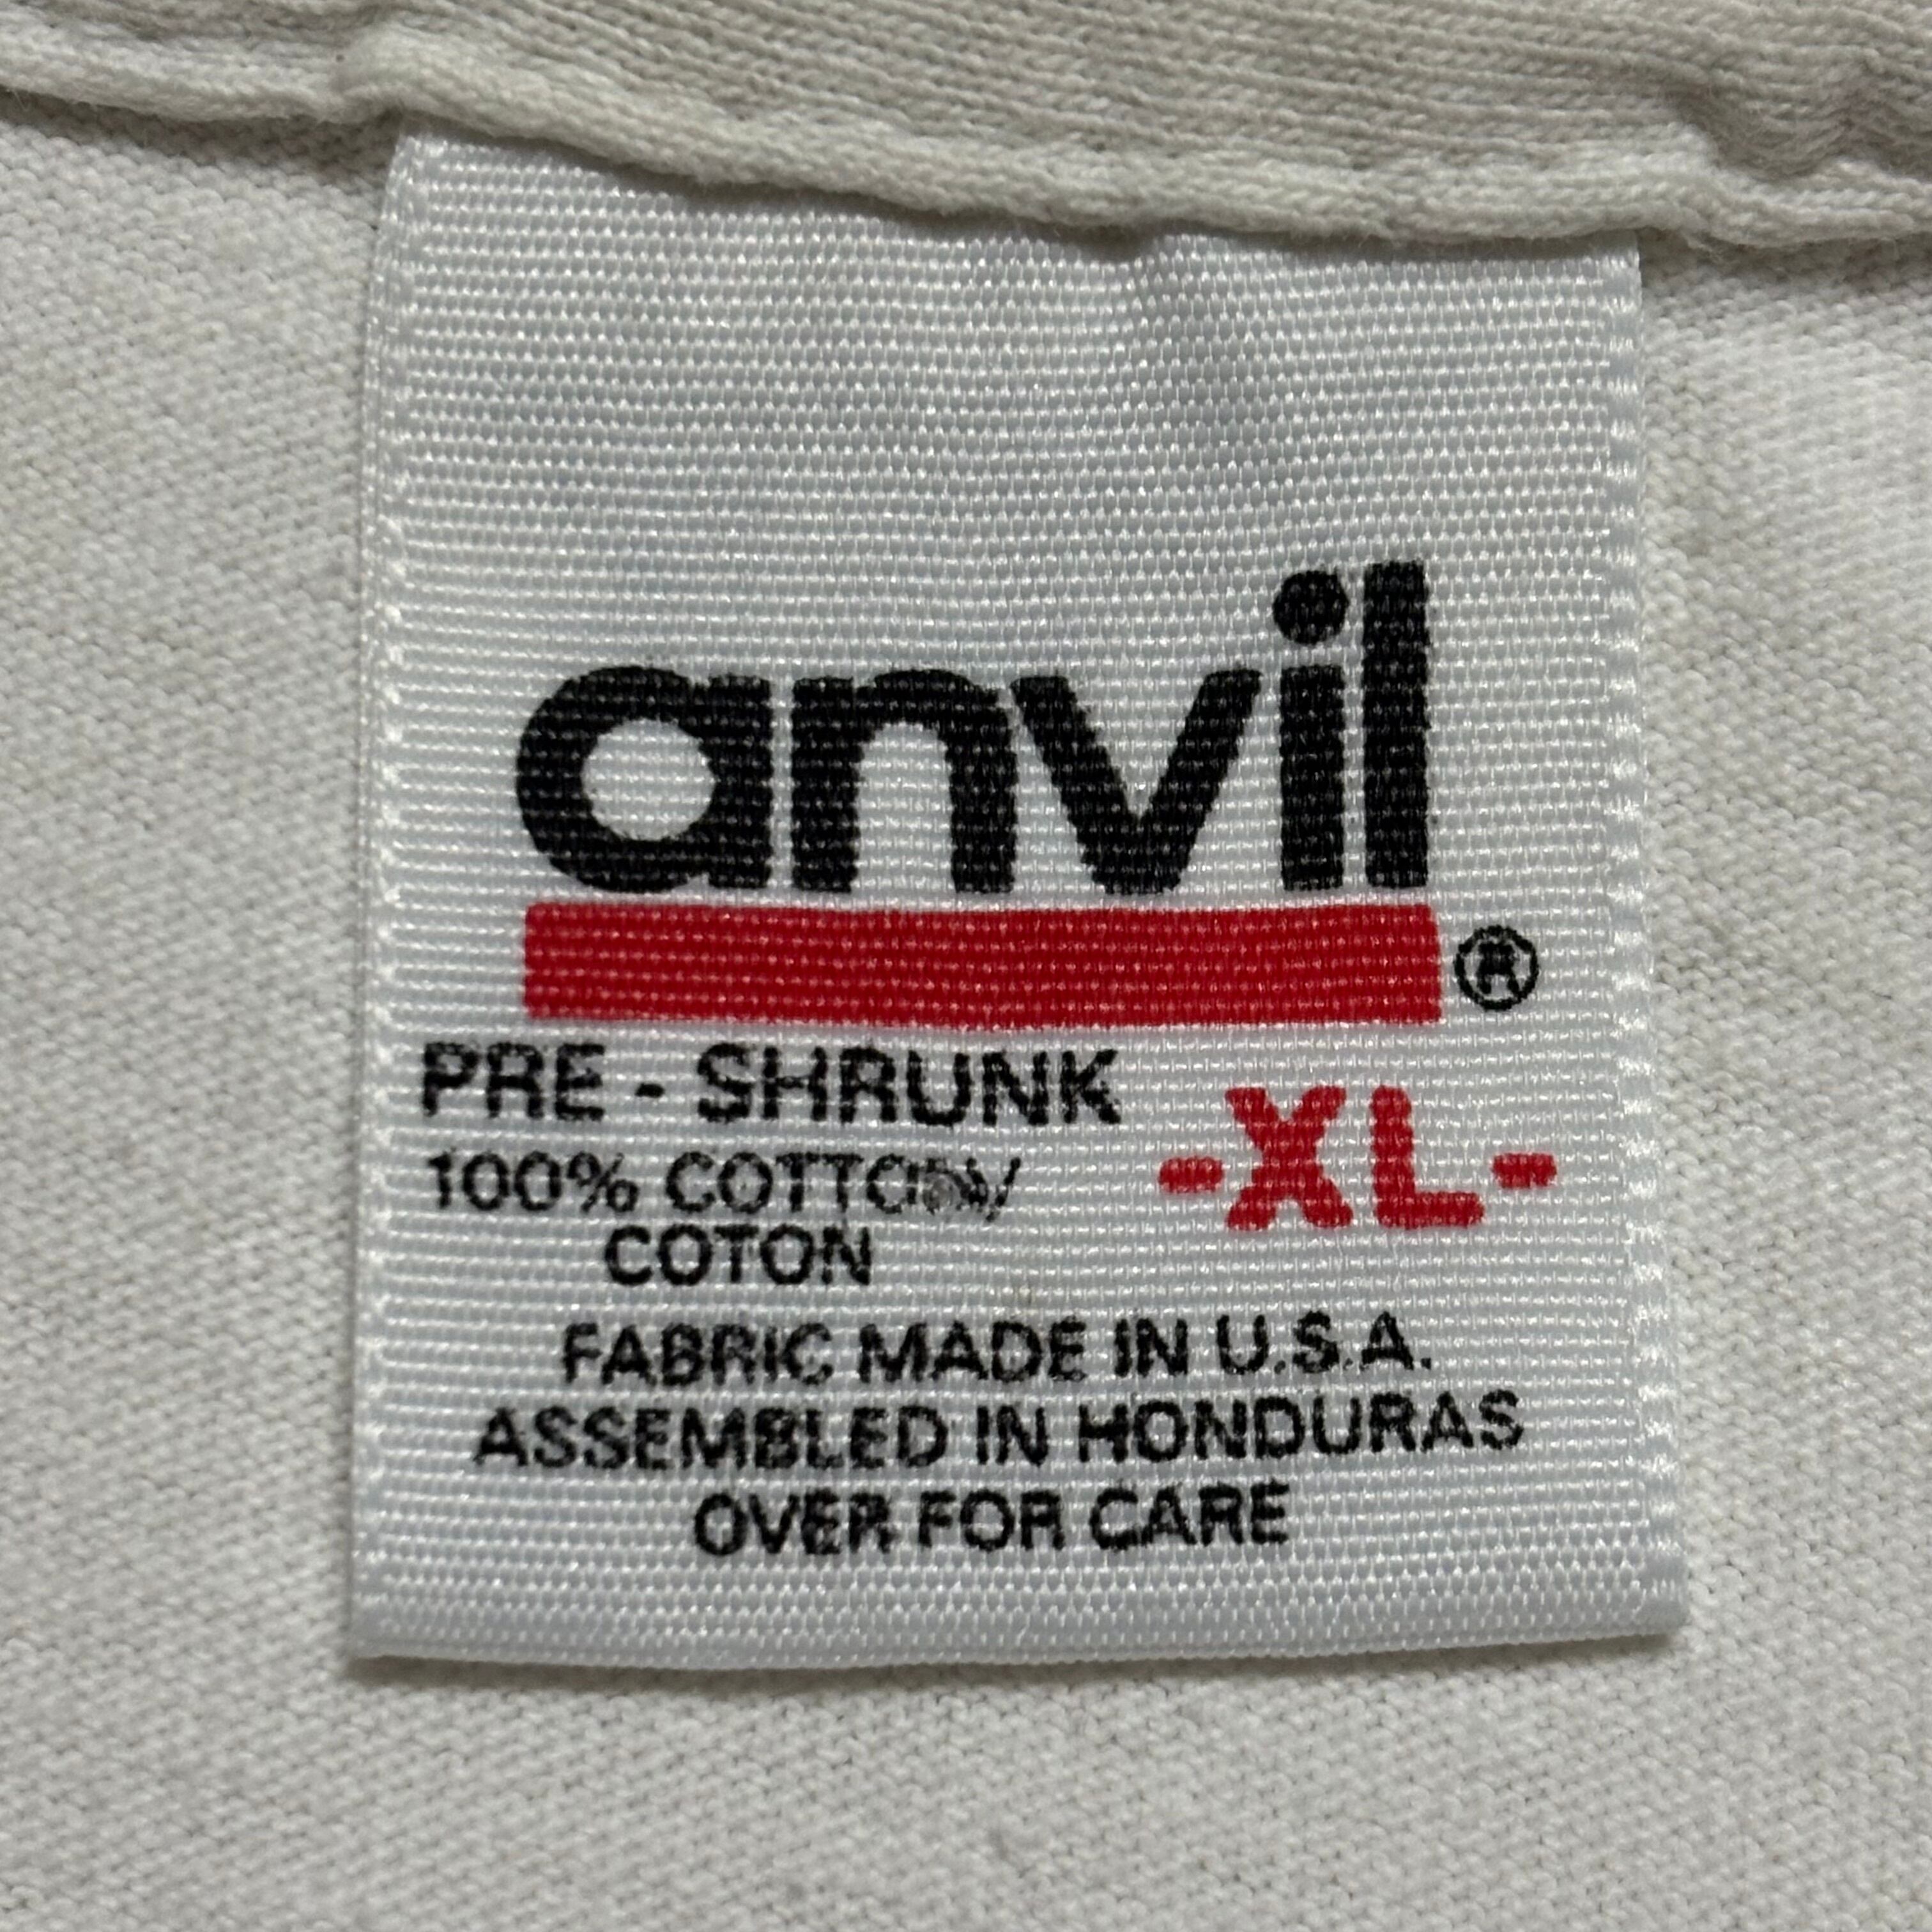 anvil
®
PRE - SHRUNK
-XL-
100% COTTON/
COTON
FABRIC MADE IN U.S.A.
ASSEMBLED IN HONDURAS
OVER FOR CARE